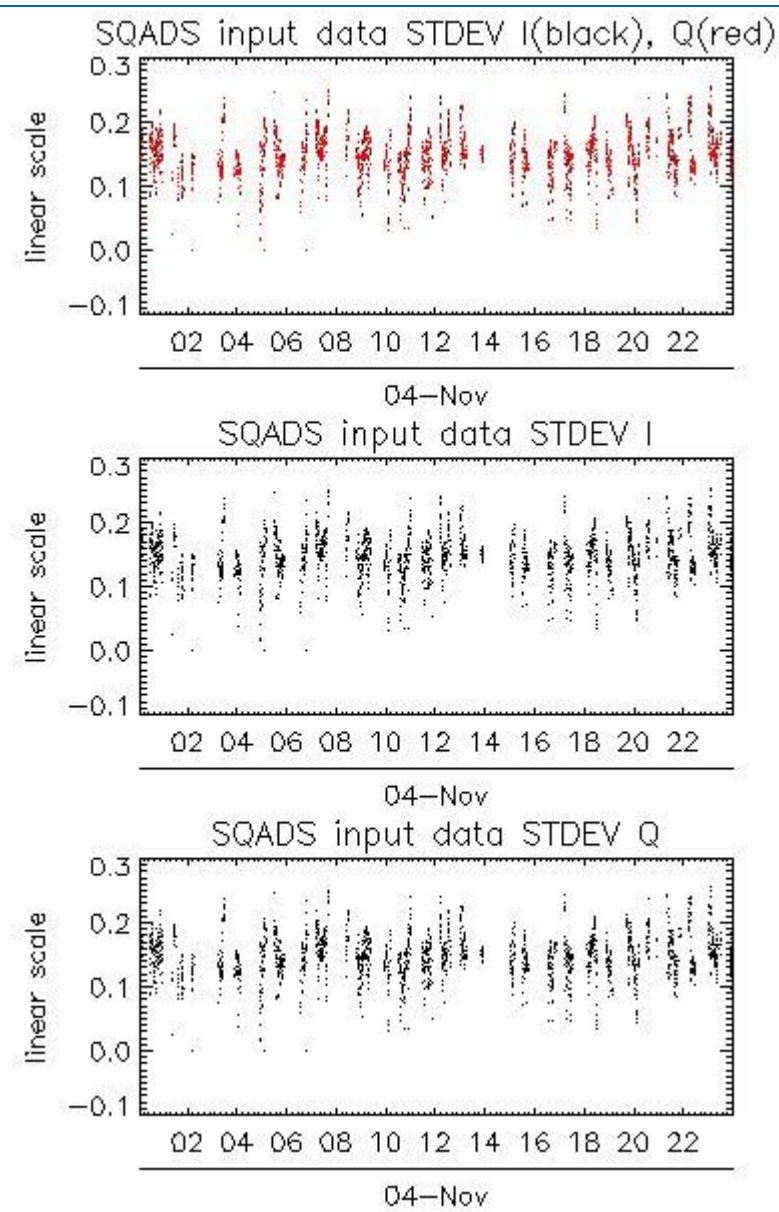 SQADS input data STDEV I(black), Q(red)
linear scale
0.3
0.2
0.1
0.0
−0.1
02 04 06 08 10 12 14 16 18 20 22
04−Nov
SQADS input data STDEV I
linear scale
0.3
0.2
0.1
0.0
−0.1
02 04 06 08 10 12 14 16 18 20 22
04−Nov
SQADS input data STDEV Q
linear scale
0.3
0.2
0.1
0.0
−0.1
02 04 06 08 10 12 14 16 18 20 22
04−Nov